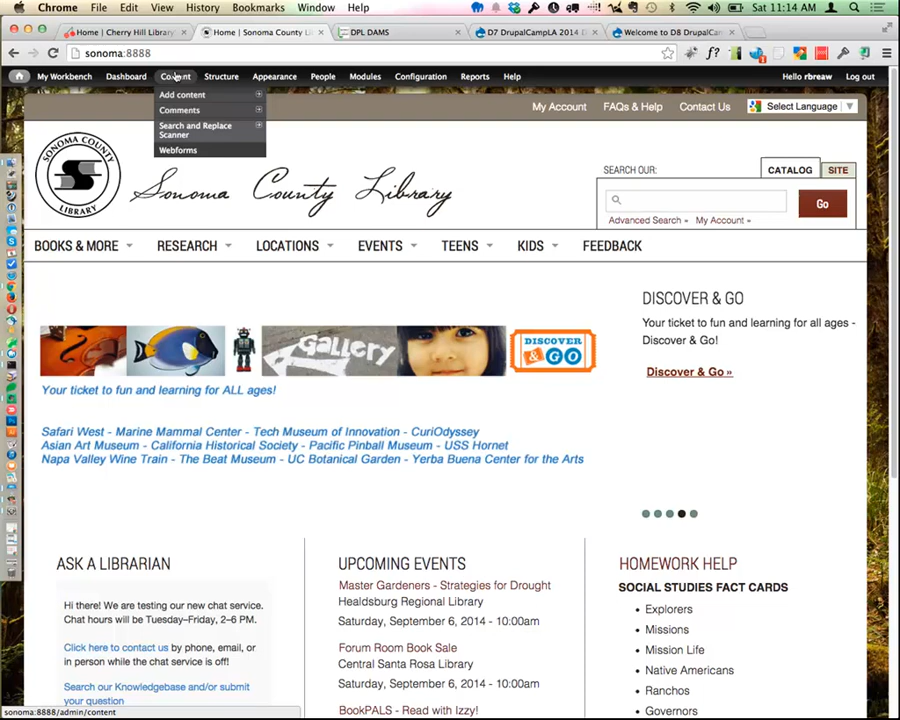 Chrome File Edit View History Bookmarks Window Help Sat 11:14 AM
Home | Cherry Hill Library Home | Sonoma County Li DPL DAMS D7 DrupalCampLA 2014 D Welcome to D8 DrupalCam
sonoma:8888
My Workbench Dashboard Content Structure Appearance People Modules Configuration Reports Help Hello rbreaw Log out
Add content
Comments
Search and Replace
Scanner
Webforms
My Account FAQs & Help Contact Us Select Language
SONOMA COUNTY
LIBRARY
Sonoma County Library
SEARCH OUR: CATALOG SITE
Go
Advanced Search » My Account »
BOOKS & MORE RESEARCH LOCATIONS EVENTS TEENS KIDS FEEDBACK
GALLERY
DISCOVER
& GO
Your ticket to fun and learning for ALL ages!
Safari West - Marine Mammal Center - Tech Museum of Innovation - CuriOdyssey
Asian Art Museum - California Historical Society - Pacific Pinball Museum - USS Hornet
Napa Valley Wine Train - The Beat Museum - UC Botanical Garden - Yerba Buena Center for the Arts
DISCOVER & GO
Your ticket to fun and learning for all ages -
Discover & Go!
Discover & Go »
ASK A LIBRARIAN
Hi there! We are testing our new chat service.
Chat hours will be Tuesday–Friday, 2–6 PM.
Click here to contact us by phone, email, or
in person while the chat service is off!
Search our Knowledgebase and/or submit
your question
UPCOMING EVENTS
Master Gardeners - Strategies for Drought
Healdsburg Regional Library
Saturday, September 6, 2014 - 10:00am
Forum Room Book Sale
Central Santa Rosa Library
Saturday, September 6, 2014 - 10:00am
BookPALS - Read with Izzy!
HOMEWORK HELP
SOCIAL STUDIES FACT CARDS
Explorers
Missions
Mission Life
Native Americans
Ranchos
Governors
sonoma:8888/admin/content